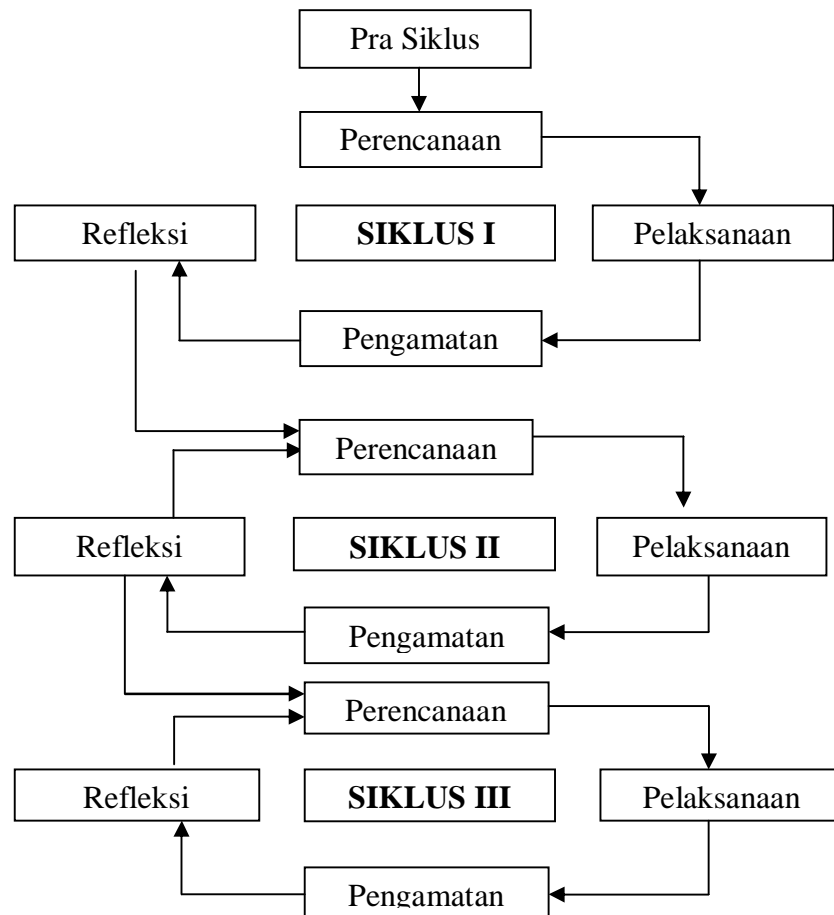 Pra Siklus
Perencanaan
Refleksi
SIKLUS I
Pelaksanaan
Pengamatan
Perencanaan
Refleksi
SIKLUS II
Pelaksanaan
Pengamatan
Perencanaan
Refleksi
SIKLUS III
Pelaksanaan
Pengamatan